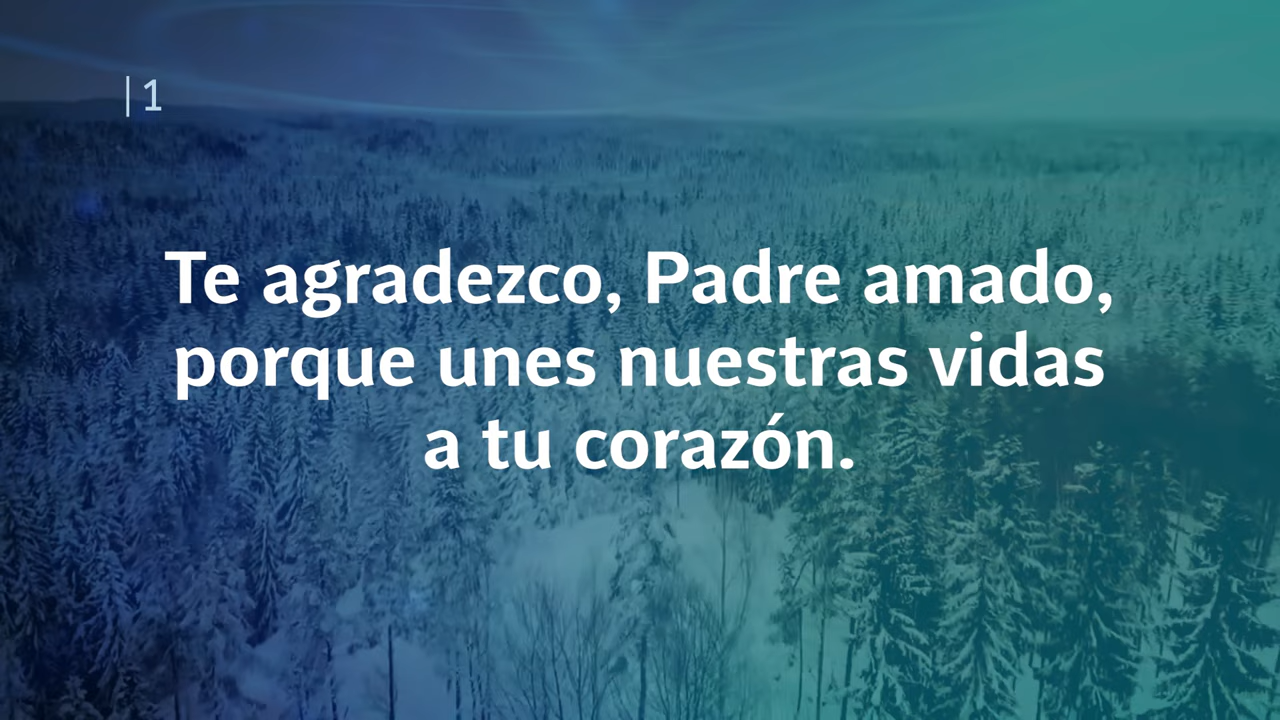 | 1
Te agradezco, Padre amado,
porque unes nuestras vidas
a tu corazón.